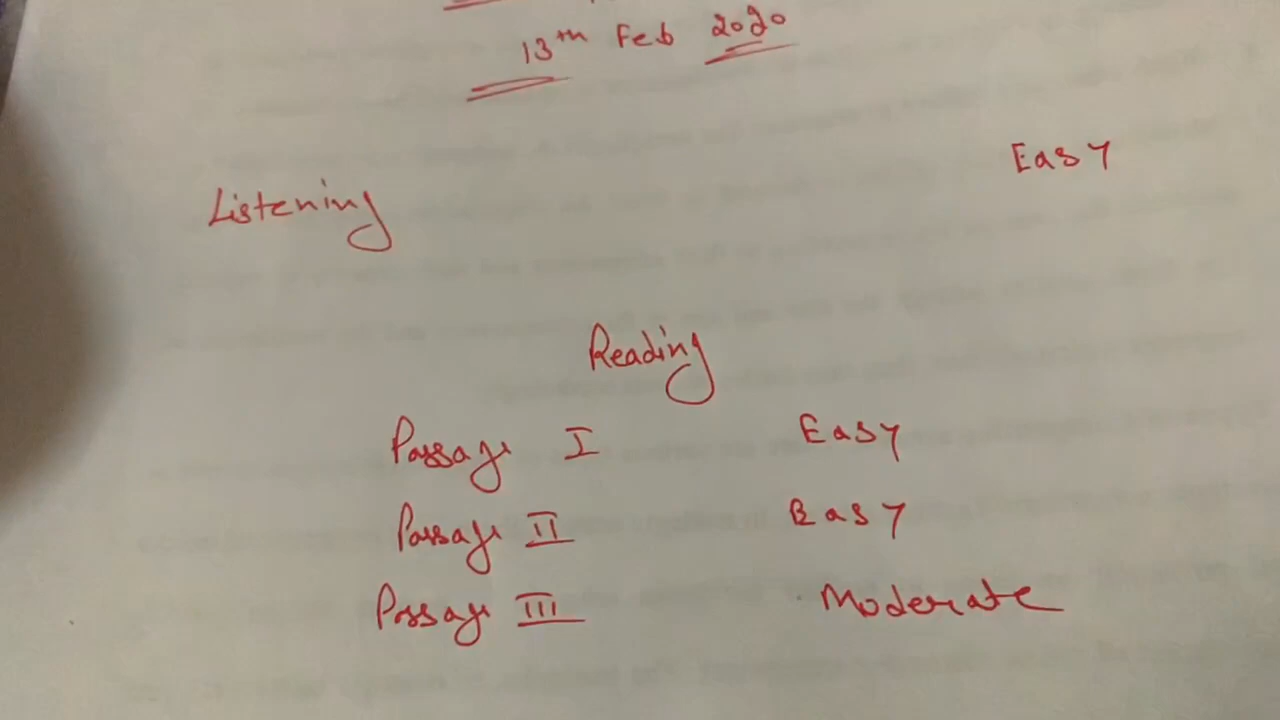 13th Feb 2020
Listening Easy
Reading
Passage I Easy
Passage II Easy
Passage III Moderate